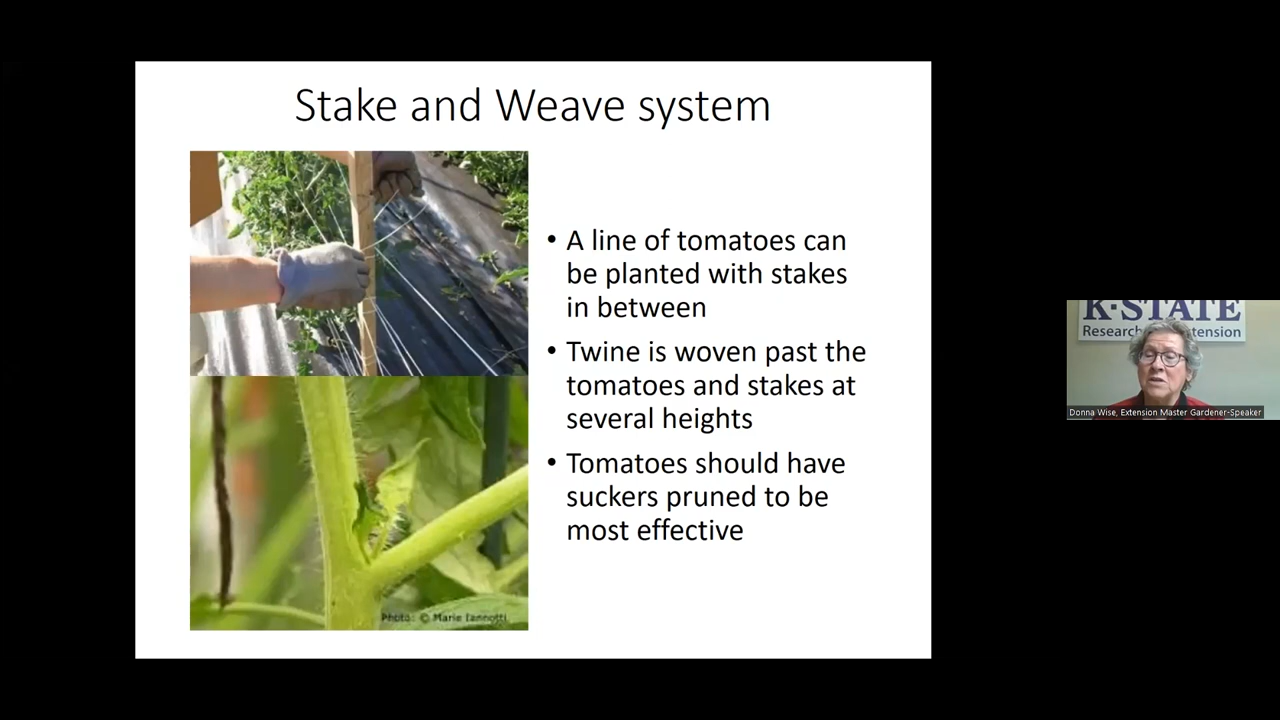 Stake and Weave system
• A line of tomatoes can
be planted with stakes
in between
• Twine is woven past the
tomatoes and stakes at
several heights
• Tomatoes should have
suckers pruned to be
most effective
Photo: © Marie Iannotti
K-STATE
Research Extension
Donna Wise, Extension Master Gardener-Speaker